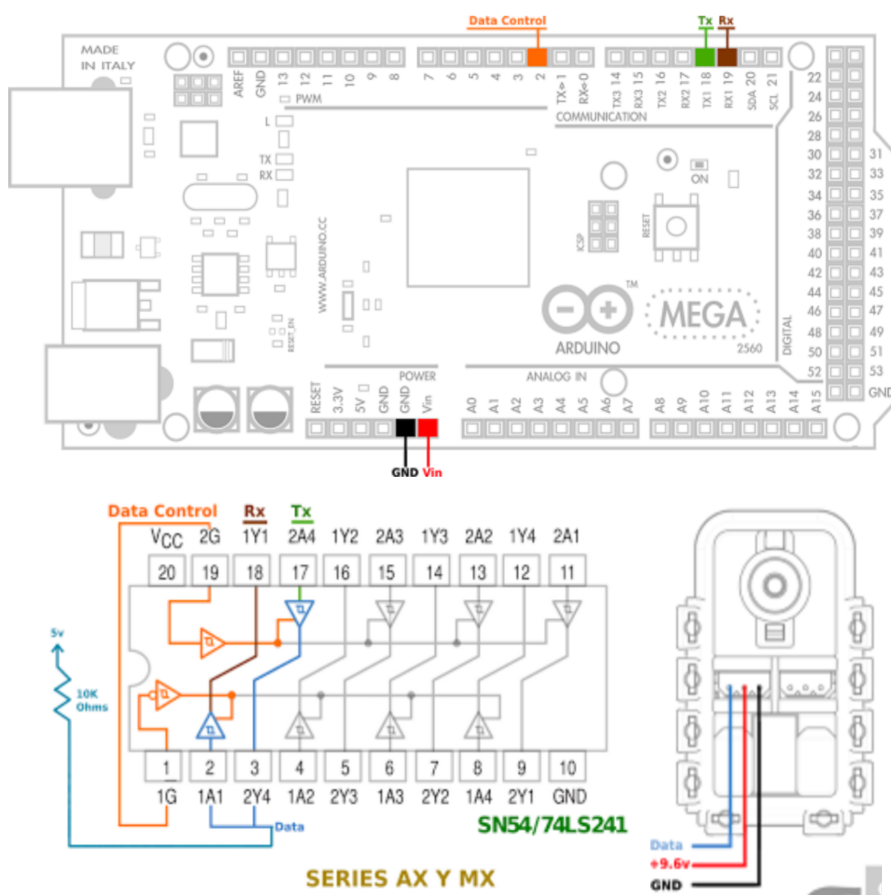 Data Control
Tx Rx
MADE
IN ITALY
AREF GND 13 12 11 10 9 8 7 6 5 4 3 2 TX→1 RX←0 TX3 14 RX3 15 TX2 16 RX2 17 TX1 18 RX1 19 SDA 20 SCL 21
PWM
COMMUNICATION
L
TX
RX
ON
RESET
ICSP
WWW.ARDUINO.CC
RESET_EN
TM
MEGA
ARDUINO
2560
DIGITAL
22
24
26
28
30 31
32 33
34 35
36 37
38 39
40 41
42 43
44 45
46 47
48 49
50 51
52 53
GND
POWER
ANALOG IN
RESET 3.3V 5V GND GND Vin A0 A1 A2 A3 A4 A5 A6 A7 A8 A9 A10 A11 A12 A13 A14 A15
GND Vin
Data Control Rx Tx
VCC 2G 1Y1 2A4 1Y2 2A3 1Y3 2A2 1Y4 2A1
20 19 18 17 16 15 14 13 12 11
5v
10K
Ohms
1 2 3 4 5 6 7 8 9 10
1G 1A1 2Y4 1A2 2Y3 1A3 2Y2 1A4 2Y1 GND
Data
SN54/74LS241
SERIES AX Y MX
Data
+9.6v
GND